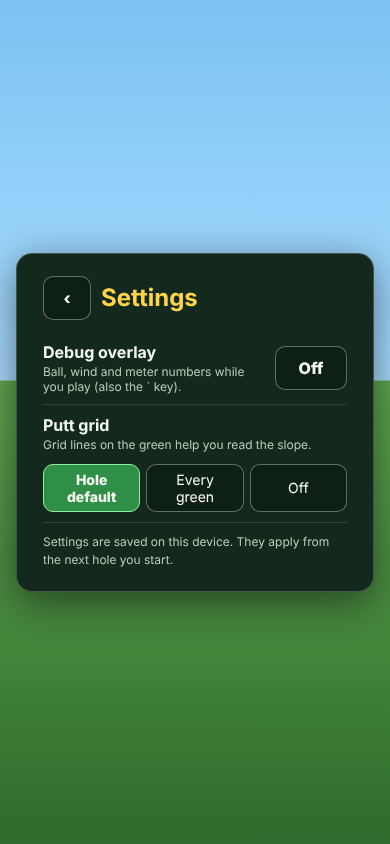 ‹ Settings
Debug overlay
Ball, wind and meter numbers while
you play (also the ` key).
Off
Putt grid
Grid lines on the green help you read the slope.
Hole
default
Every
green
Off
Settings are saved on this device. They apply from
the next hole you start.